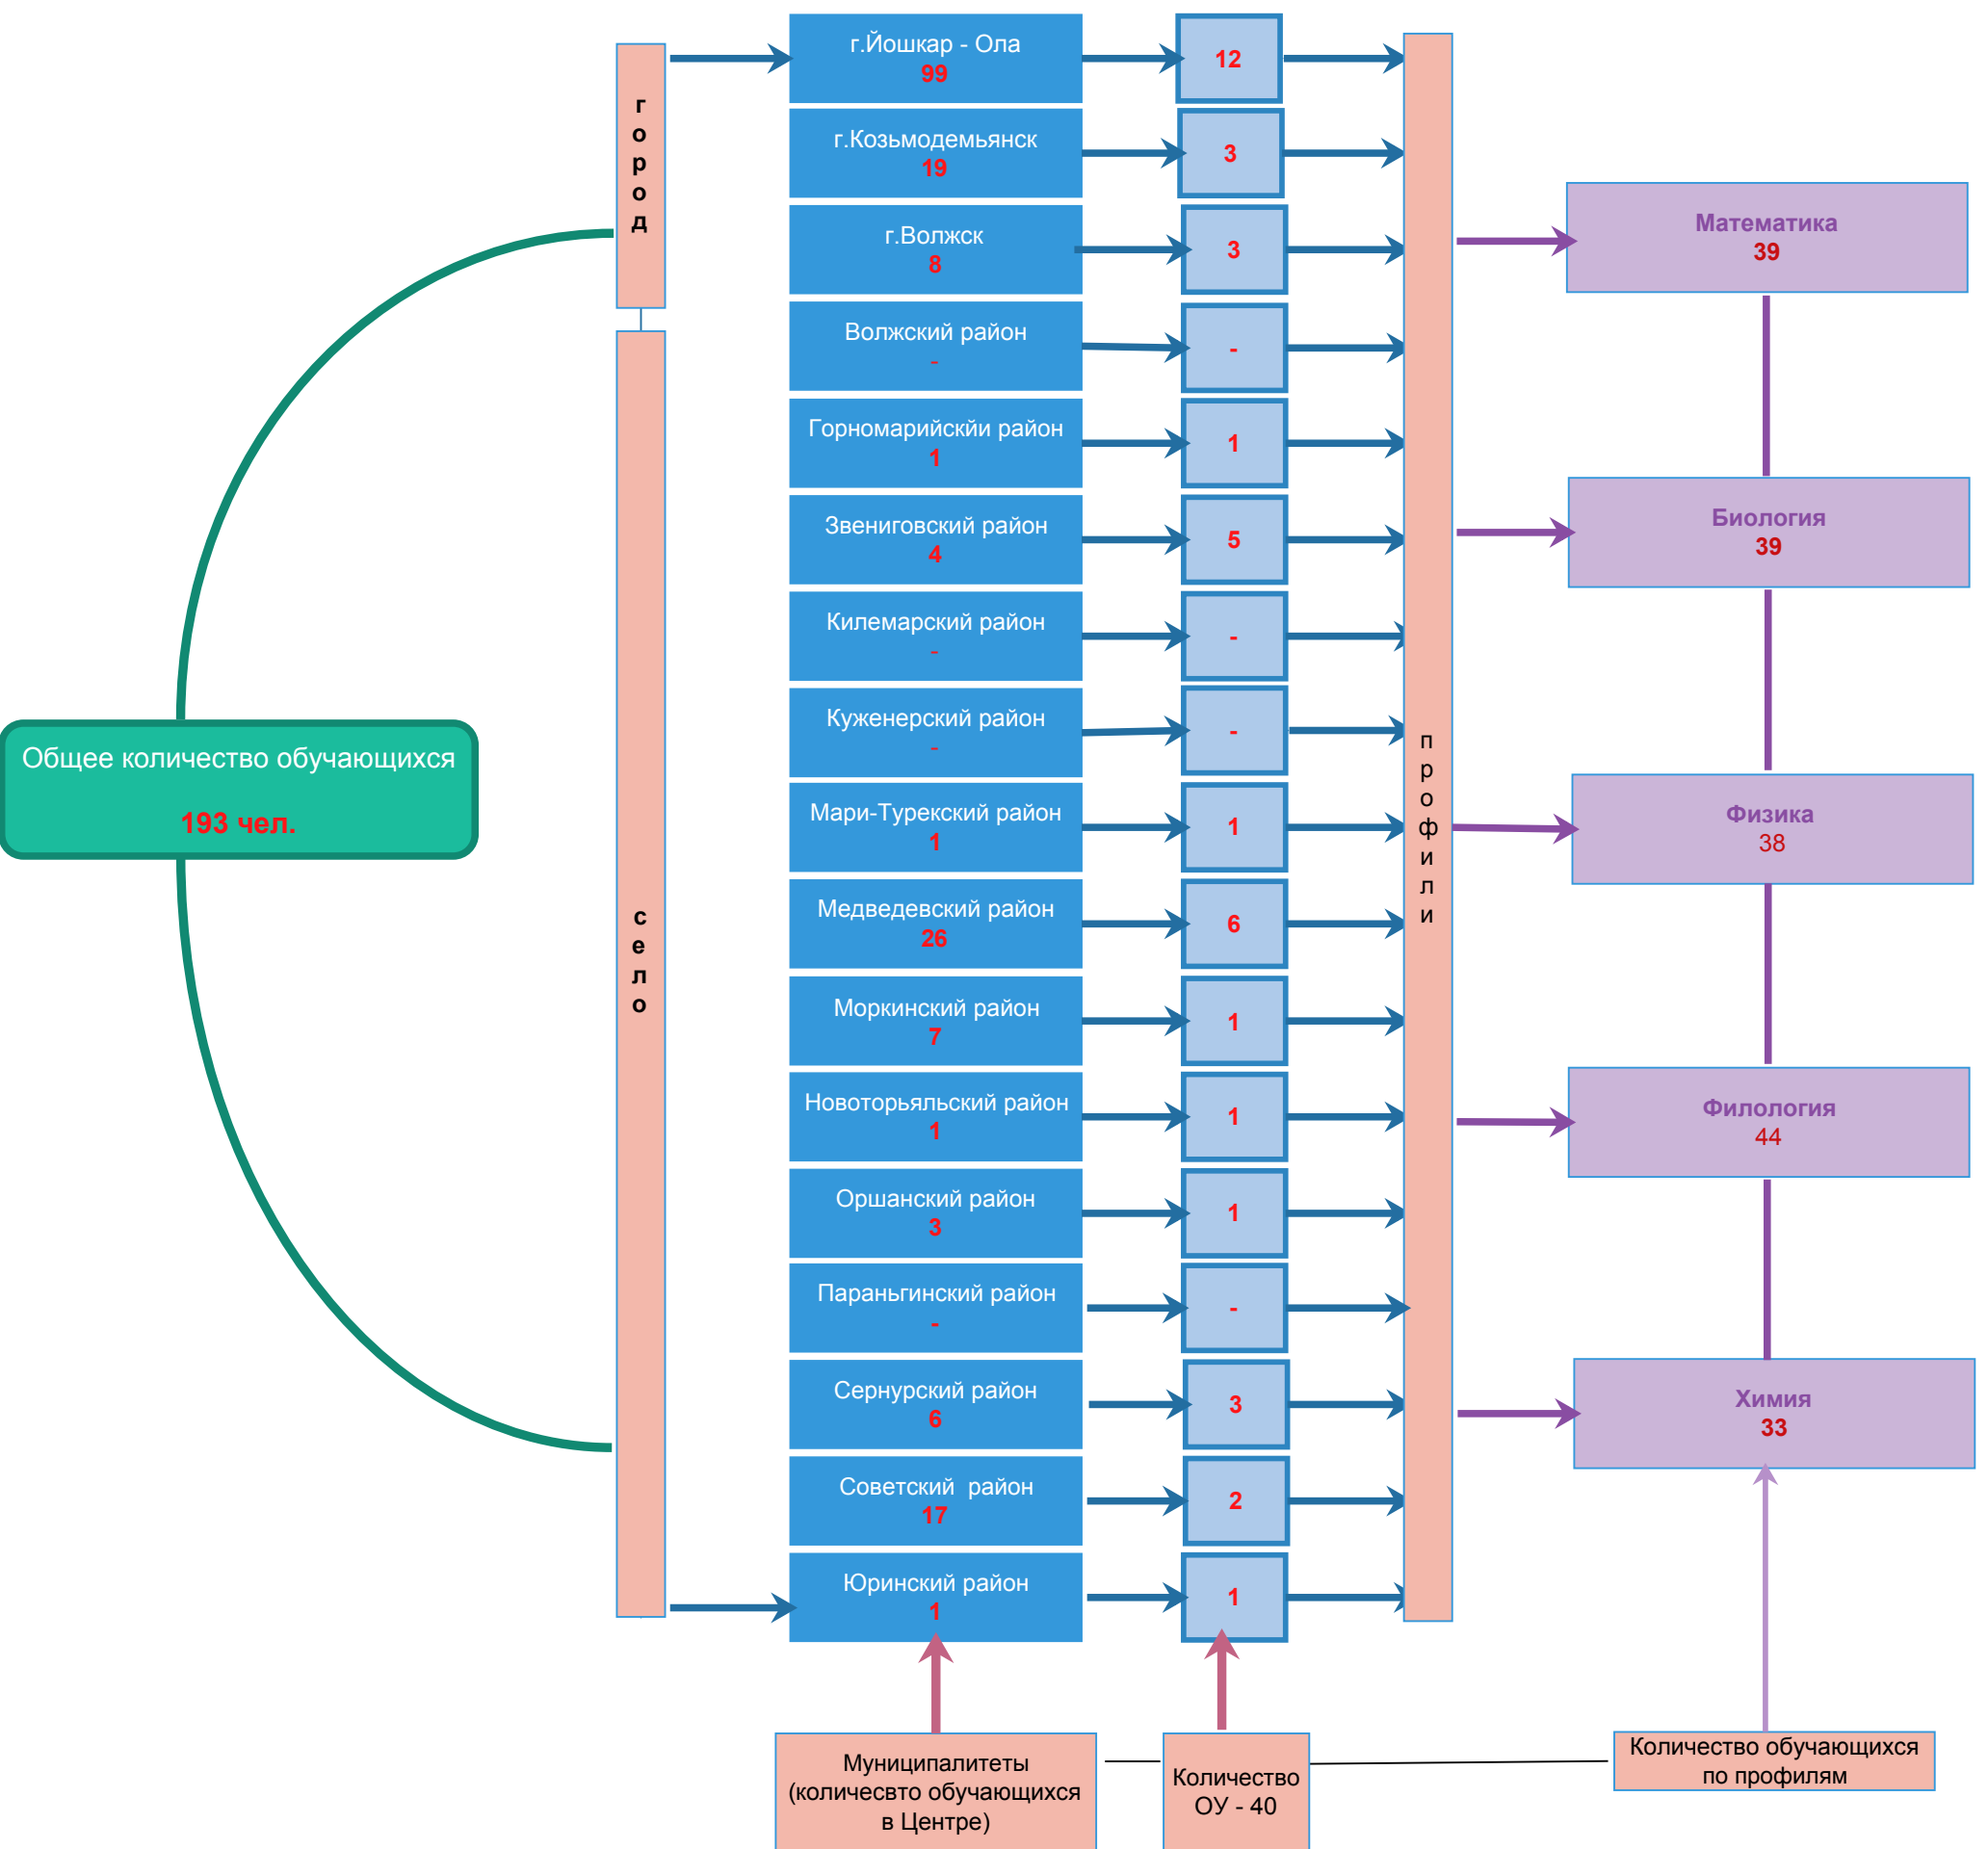 Общее количество обучающихся
193 чел.
город
село
г.Йошкар - Ола
99
12
г.Козьмодемьянск
19
3
г.Волжск
8
3
Волжский район
-
-
Горномарийскйи район
1
1
Звениговский район
4
5
Килемарский район
-
-
Куженерский район
-
-
Мари-Турекский район
1
1
Медведевский район
26
6
Моркинский район
7
1
Новоторьяльский район
1
1
Оршанский район
3
1
Параньгинский район
-
-
Сернурский район
6
3
Советский  район
17
2
Юринский район
1
1
профили
Математика
39
Биология
39
Физика
38
Филология
44
Химия
33
Муниципалитеты
(количесвто обучающихся
в Центре)
Количество
ОУ - 40
Количество обучающихся
по профилям